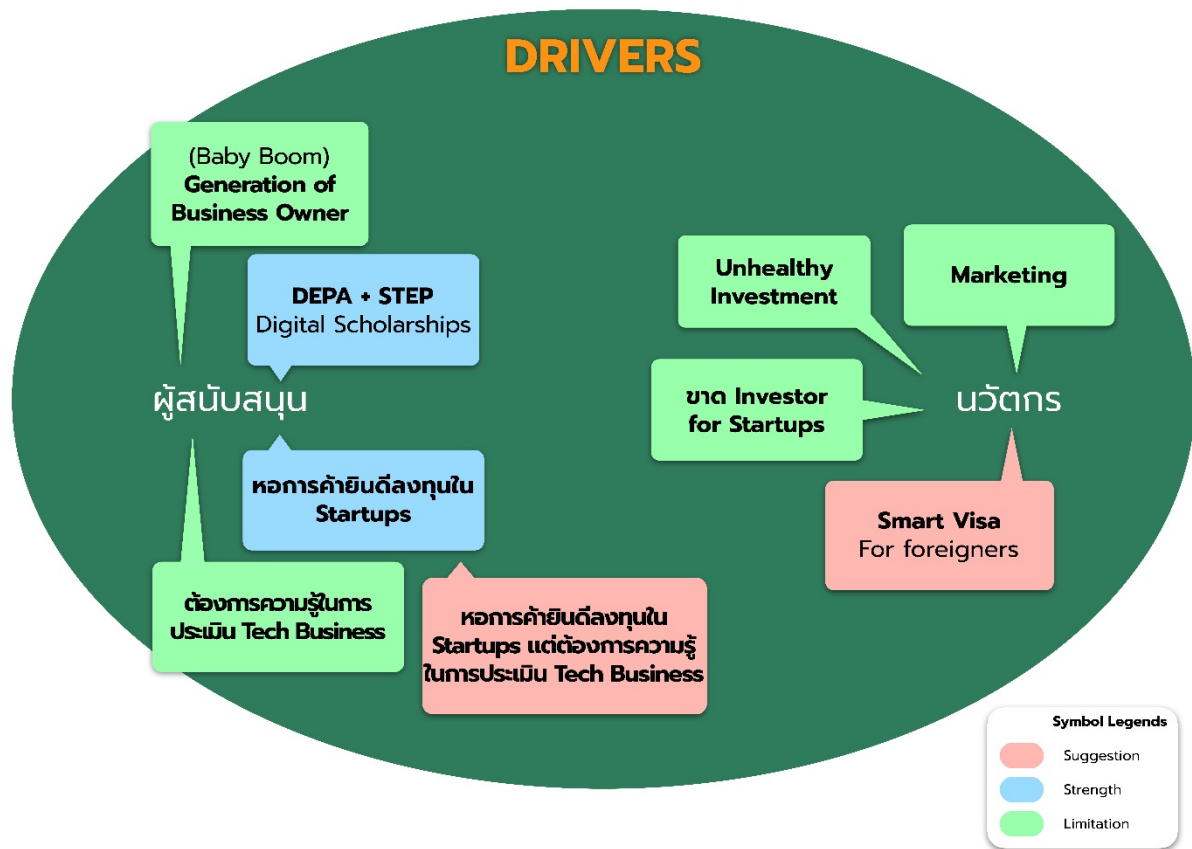 DRIVERS
(Baby Boom)
Generation of
Business Owner
DEPA + STEP
Digital Scholarships
ผู้สนับสนุน
หอการค้ายินดีลงทุนใน
Startups
ต้องการความรู้ในการ
ประเมิน Tech Business
หอการค้ายินดีลงทุนใน
Startups แต่ต้องการความรู้
ในการประเมิน Tech Business
Unhealthy
Investment
Marketing
ขาด Investor
for Startups
นวัตกร
Smart Visa
For foreigners
Symbol Legends
Suggestion
Strength
Limitation